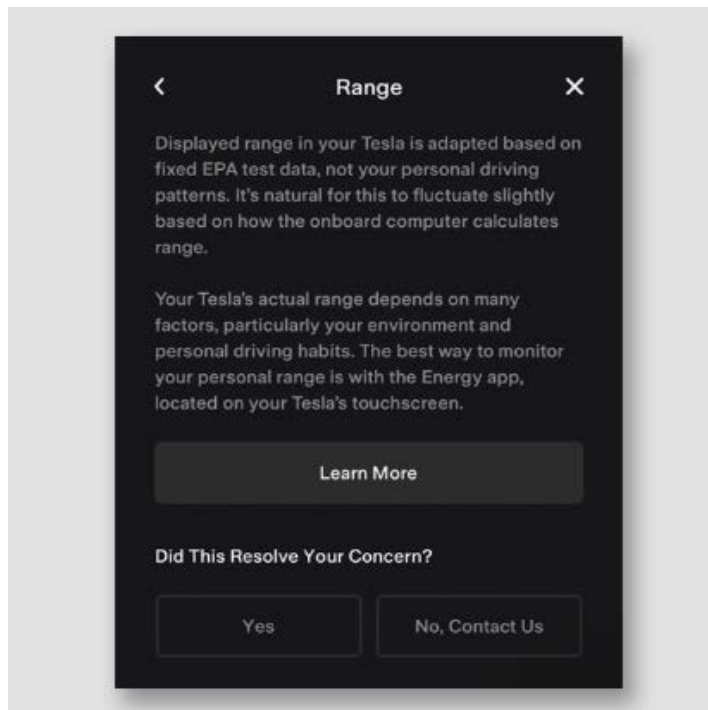 Range
Displayed range in your Tesla is adapted based on
fixed EPA test data, not your personal driving
patterns. It's natural for this to fluctuate slightly
based on how the onboard computer calculates
range.
Your Tesla's actual range depends on many
factors, particularly your environment and
personal driving habits. The best way to monitor
your personal range is with the Energy app,
located on your Tesla's touchscreen.
Learn More
Did This Resolve Your Concern?
Yes
No, Contact Us